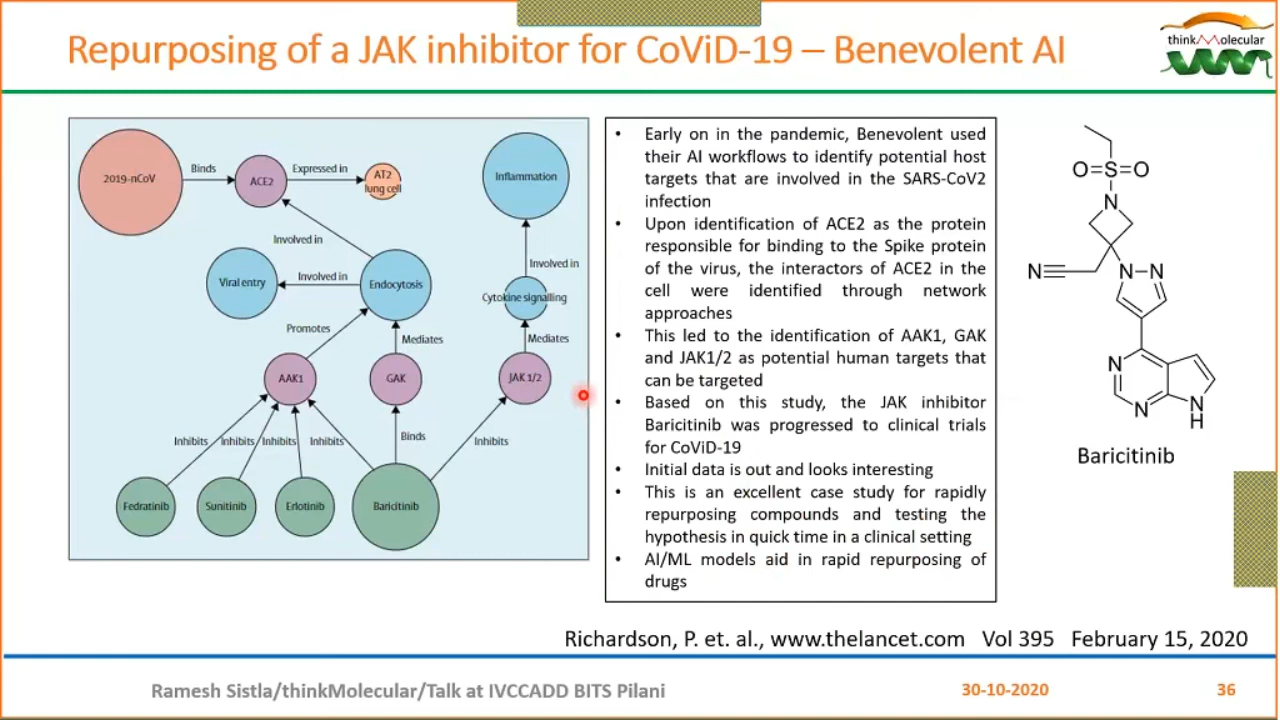 Repurposing of a JAK inhibitor for CoViD-19 – Benevolent AI
thinkMolecular
2019-nCoV
Binds
ACE2
Expressed in
AT2
lung cell
Inflammation
Involved in
Viral entry
Involved in
Endocytosis
Involved in
Cytokine signalling
Promotes
Mediates
Mediates
AAK1
GAK
JAK 1/2
Inhibits
Inhibits
Inhibits
Inhibits
Binds
Inhibits
Fedratinib
Sunitinib
Erlotinib
Baricitinib
• Early on in the pandemic, Benevolent used
their AI workflows to identify potential host
targets that are involved in the SARS-CoV2
infection
• Upon identification of ACE2 as the protein
responsible for binding to the Spike protein
of the virus, the interactors of ACE2 in the
cell were identified through network
approaches
• This led to the identification of AAK1, GAK
and JAK1/2 as potential human targets that
can be targeted
• Based on this study, the JAK inhibitor
Baricitinib was progressed to clinical trials
for CoViD-19
• Initial data is out and looks interesting
• This is an excellent case study for rapidly
repurposing compounds and testing the
hypothesis in quick time in a clinical setting
• AI/ML models aid in rapid repurposing of
drugs
O=S=O
N
N
N–N
N
N
N
H
Baricitinib
Richardson, P. et. al., www.thelancet.com Vol 395 February 15, 2020
Ramesh Sistla/thinkMolecular/Talk at IVCCADD BITS Pilani
30-10-2020
36